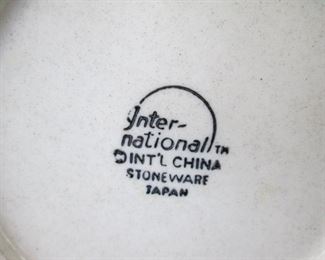 Inter-
national TM
© INT'L CHINA
STONEWARE
JAPAN